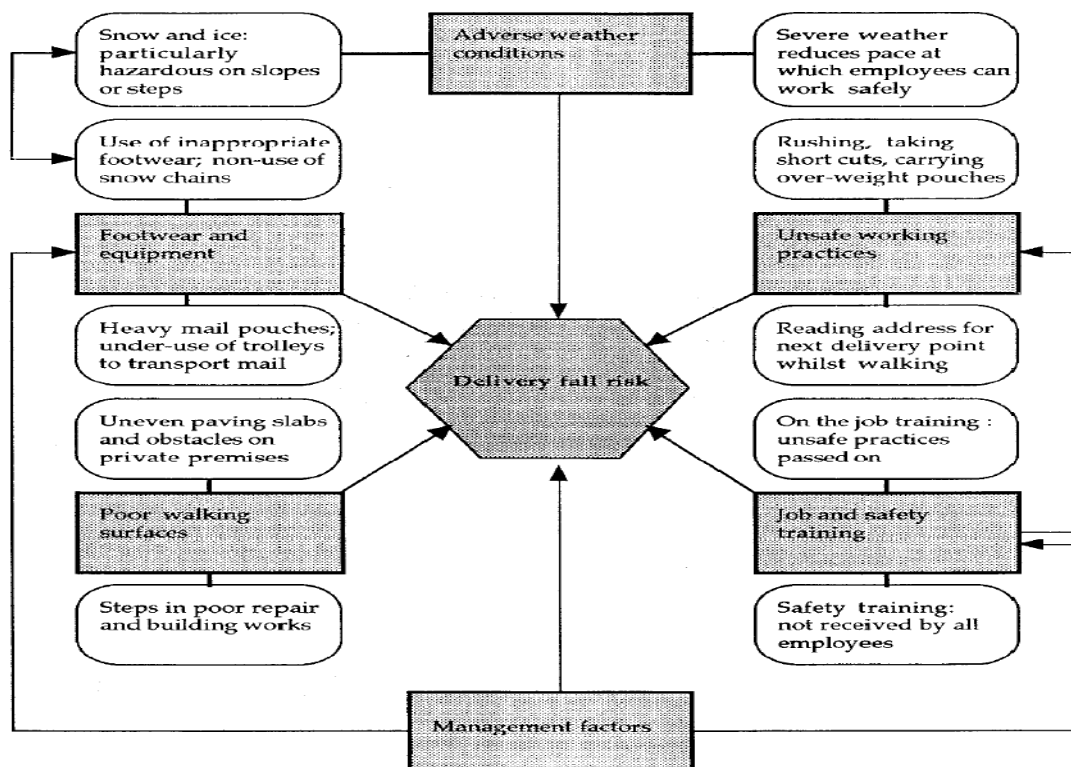 Snow and ice:
particularly
hazardous on slopes
or steps
Adverse weather
conditions
Severe weather
reduces pace at
which employees can
work safely
Use of inappropriate
footwear; non-use of
snow chains
Rushing, taking
short cuts, carrying
over-weight pouches
Footwear and
equipment
Unsafe working
practices
Heavy mail pouches;
under-use of trolleys
to transport mail
Delivery fall risk
Reading address for
next delivery point
whilst walking
Uneven paving slabs
and obstacles on
private premises
On the job training :
unsafe practices
passed on
Poor walking
surfaces
Job and safety
training
Steps in poor repair
and building works
Safety training:
not received by all
employees
Management factors